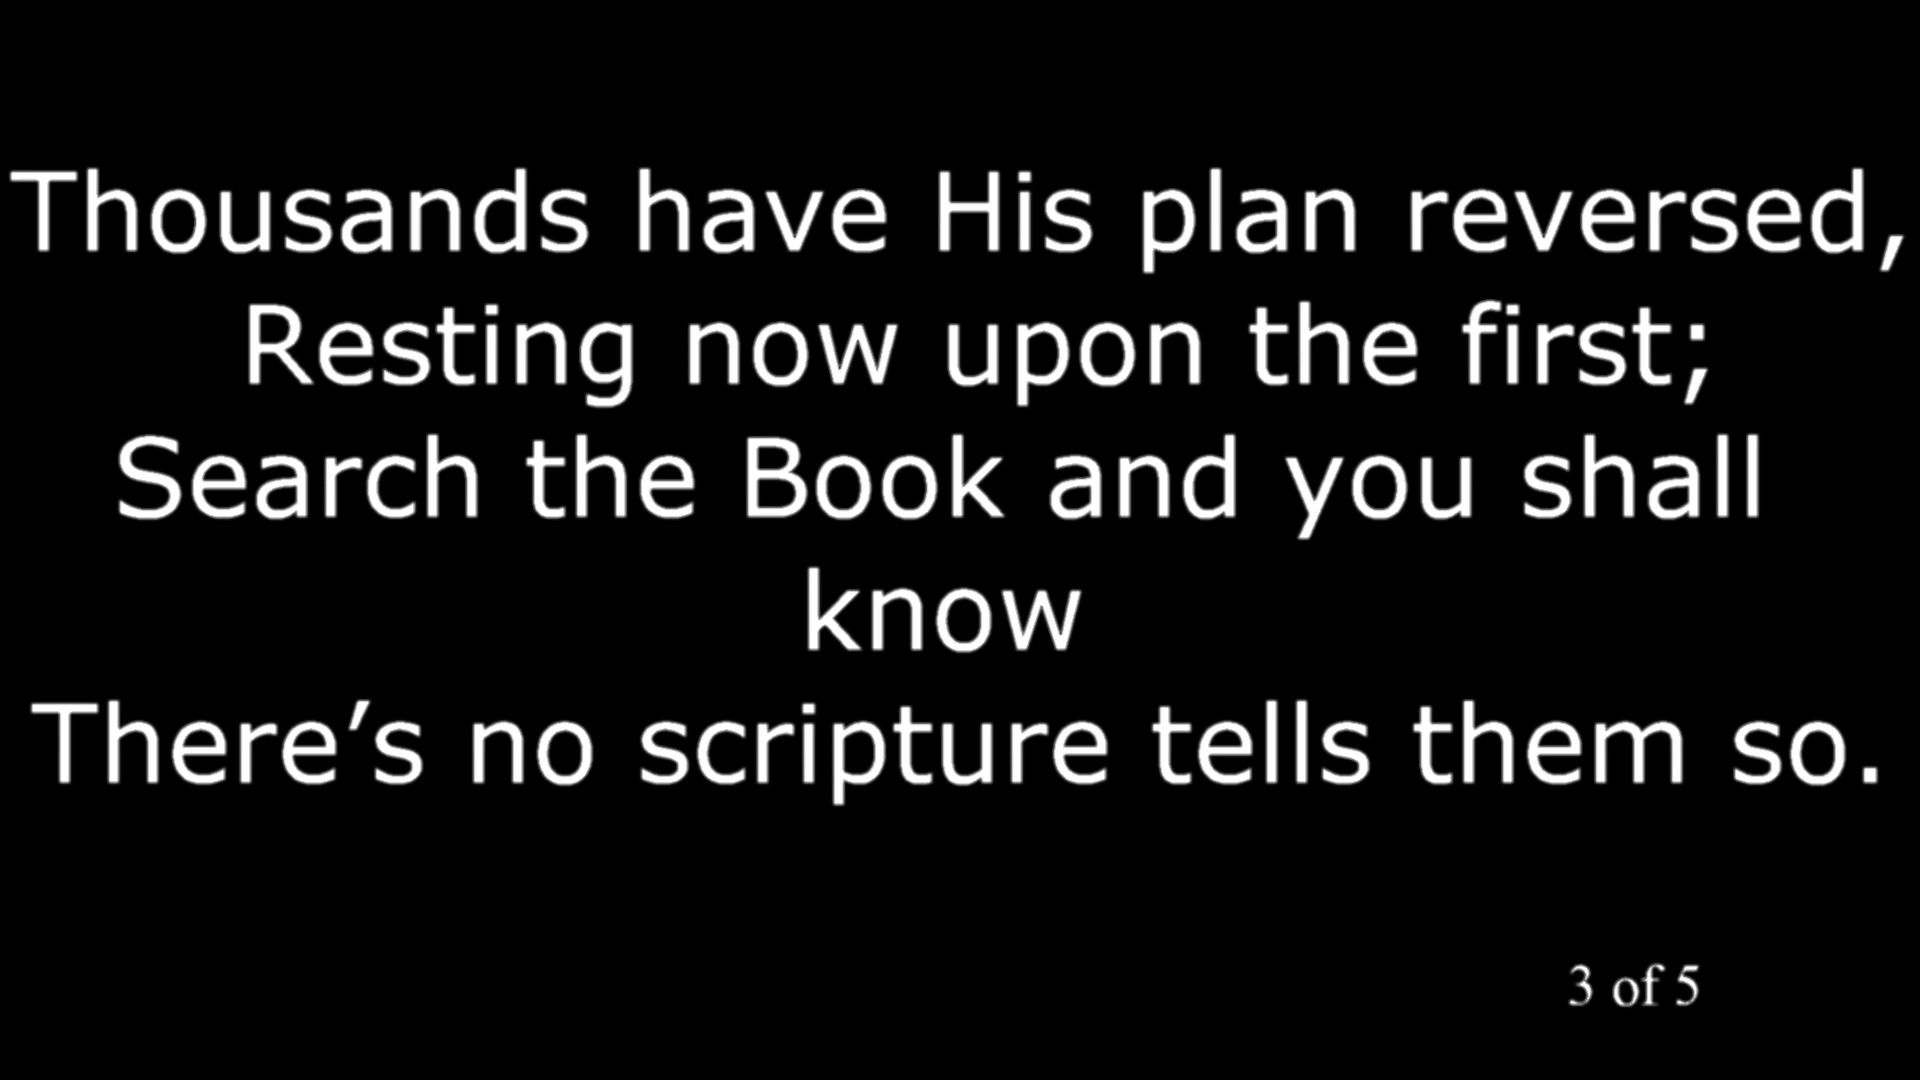 Thousands have His plan reversed,
Resting now upon the first;
Search the Book and you shall
know
There’s no scripture tells them so.
3 of 5